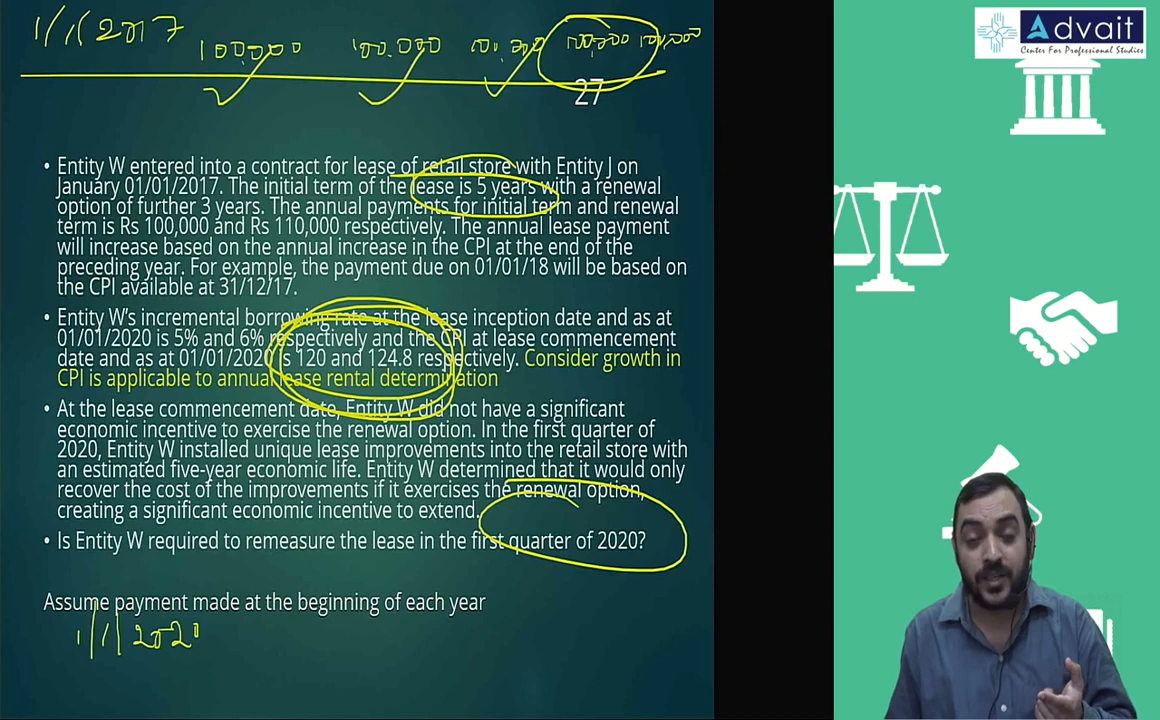 1/1/2017
100,000 100.000 100,000 100,000 100,000
27
Advait
Center For Professional Studies
• Entity W entered into a contract for lease of retail store with Entity J on
January 01/01/2017. The initial term of the lease is 5 years with a renewal
option of further 3 years. The annual payments for initial term and renewal
term is Rs 100,000 and Rs 110,000 respectively. The annual lease payment
will increase based on the annual increase in the CPI at the end of the
preceding year. For example, the payment due on 01/01/18 will be based on
the CPI available at 31/12/17.
• Entity W's incremental borrowing rate at the lease inception date and as at
01/01/2020 is 5% and 6% respectively and the CPI at lease commencement
date and as at 01/01/2020 is 120 and 124.8 respectively. Consider growth in
CPI is applicable to annual lease rental determination
• At the lease commencement date, Entity W did not have a significant
economic incentive to exercise the renewal option. In the first quarter of
2020, Entity W installed unique lease improvements into the retail store with
an estimated five-year economic life. Entity W determined that it would only
recover the cost of the improvements if it exercises the renewal option,
creating a significant economic incentive to extend.
• Is Entity W required to remeasure the lease in the first quarter of 2020?
Assume payment made at the beginning of each year
1/1/2020